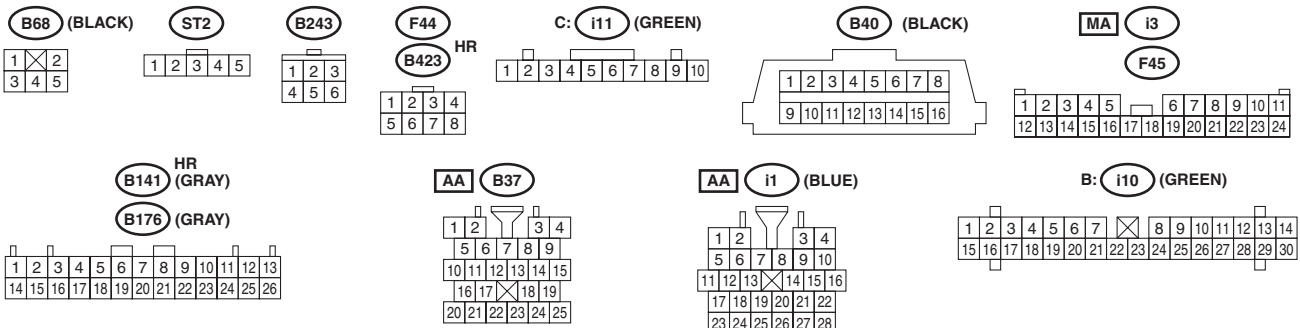 B68 (BLACK)
1 2
3 4 5
ST2
1 2 3 4 5
B243
1 2 3
4 5 6
F44
B423 HR
1 2 3 4
5 6 7 8
C: i11 (GREEN)
1 2 3 4 5 6 7 8 9 10
B40 (BLACK)
1 2 3 4 5 6 7 8
9 10 11 12 13 14 15 16
MA i3
F45
1 2 3 4 5 6 7 8 9 10 11
12 13 14 15 16 17 18 19 20 21 22 23 24
B141 HR (GRAY)
B176 (GRAY)
1 2 3 4 5 6 7 8 9 10 11 12 13
14 15 16 17 18 19 20 21 22 23 24 25 26
AA B37
1 2 3 4
5 6 7 8 9
10 11 12 13 14 15
16 17 18 19
20 21 22 23 24 25
AA i1 (BLUE)
1 2 3 4
5 6 7 8 9 10
11 12 13 14 15 16
17 18 19 20 21 22
23 24 25 26 27 28
B: i10 (GREEN)
1 2 3 4 5 6 7 8 9 10 11 12 13 14
15 16 17 18 19 20 21 22 23 24 25 26 27 28 29 30